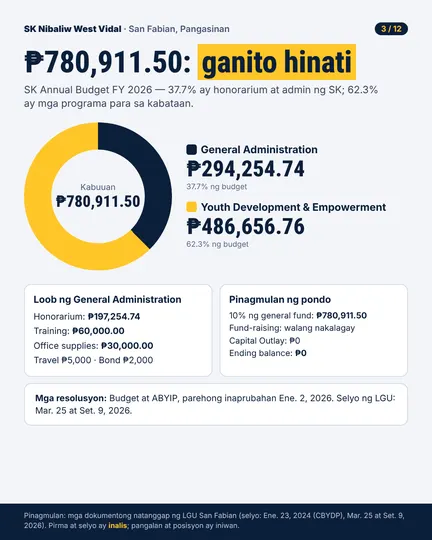 SK Nibaliw West Vidal · San Fabian, Pangasinan
3 / 12
₱780,911.50: ganito hinati
SK Annual Budget FY 2026 — 37.7% ay honorarium at admin ng SK; 62.3%
ay mga programa para sa kabataan.
Kabuuan
₱780,911.50
General Administration
₱294,254.74
37.7% ng budget
Youth Development & Empowerment
₱486,656.76
62.3% ng budget
Loob ng General Administration
Honorarium: ₱197,254.74
Training: ₱60,000.00
Office supplies: ₱30,000.00
Travel ₱5,000 · Bond ₱2,000
Pinagmulan ng pondo
10% ng general fund: ₱780,911.50
Fund-raising: walang nakalagay
Capital Outlay: ₱0
Ending balance: ₱0
Mga resolusyon: Budget at ABYIP, parehong inaprubahan Ene. 2, 2026. Selyo ng LGU:
Mar. 25 at Set. 9, 2026.
Pinagmulan: mga dokumentong natanggap ng LGU San Fabian (selyo: Ene. 23, 2024 (CBYDP), Mar. 25 at Set. 9,
2026). Pirma at selyo ay inalis; pangalan at posisyon ay iniwan.